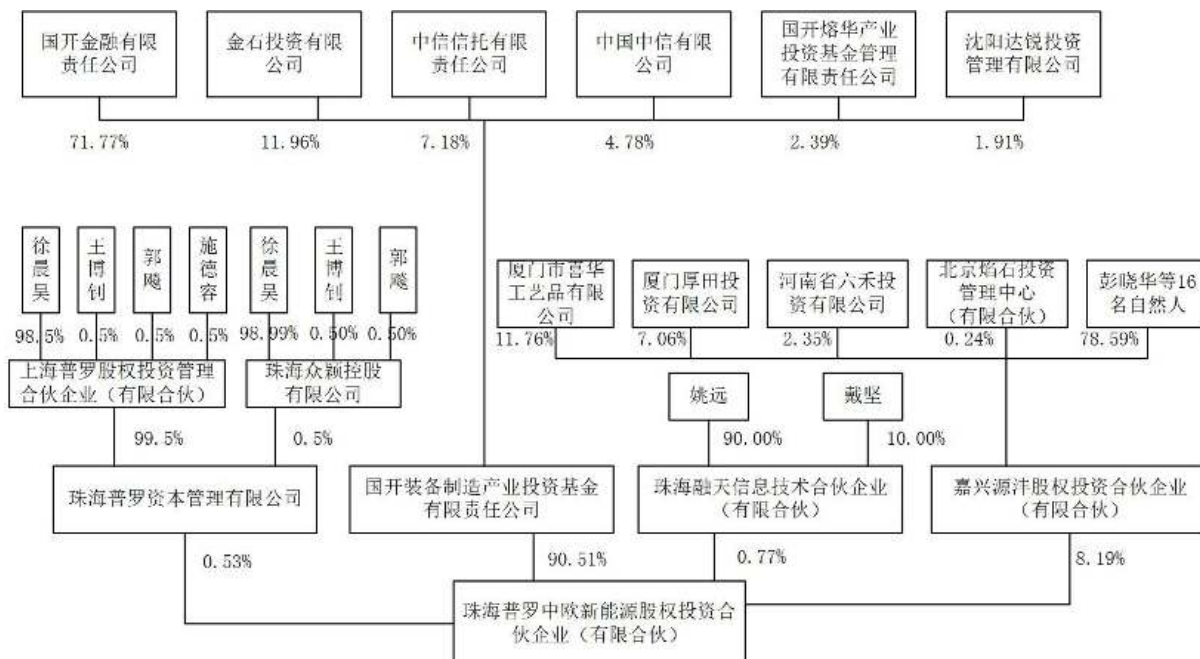 国开金融有限
责任公司
金石投资有限
公司
中信信托有限
责任公司
中国中信有限
公司
国开熔华产业
投资基金管理
有限责任公司
沈阳达锐投资
管理有限公司
71.77%
11.96%
7.18%
4.78%
2.39%
1.91%
徐晨昊
王博钊
郭飚
施德容
徐晨昊
王博钊
郭飚
98.5%
0.5%
0.5%
0.5%
98.99%
0.50%
0.50%
厦门市喜华
工艺品有限
公司
厦门厚田投
资有限公司
河南省六禾投
资有限公司
北京焰石投资
管理中心
（有限合伙）
彭晓华等16
名自然人
11.76%
7.06%
2.35%
0.24%
78.59%
上海普罗股权投资管理
合伙企业（有限合伙）
珠海众颖控股
有限公司
姚远
戴坚
99.5%
0.5%
90.00%
10.00%
珠海普罗资本管理有限公司
国开装备制造产业投资基金
有限责任公司
珠海融天信息技术合伙企业
（有限合伙）
嘉兴源沣股权投资合伙企业
（有限合伙）
0.53%
90.51%
0.77%
8.19%
珠海普罗中欧新能源股权投资合
伙企业（有限合伙）